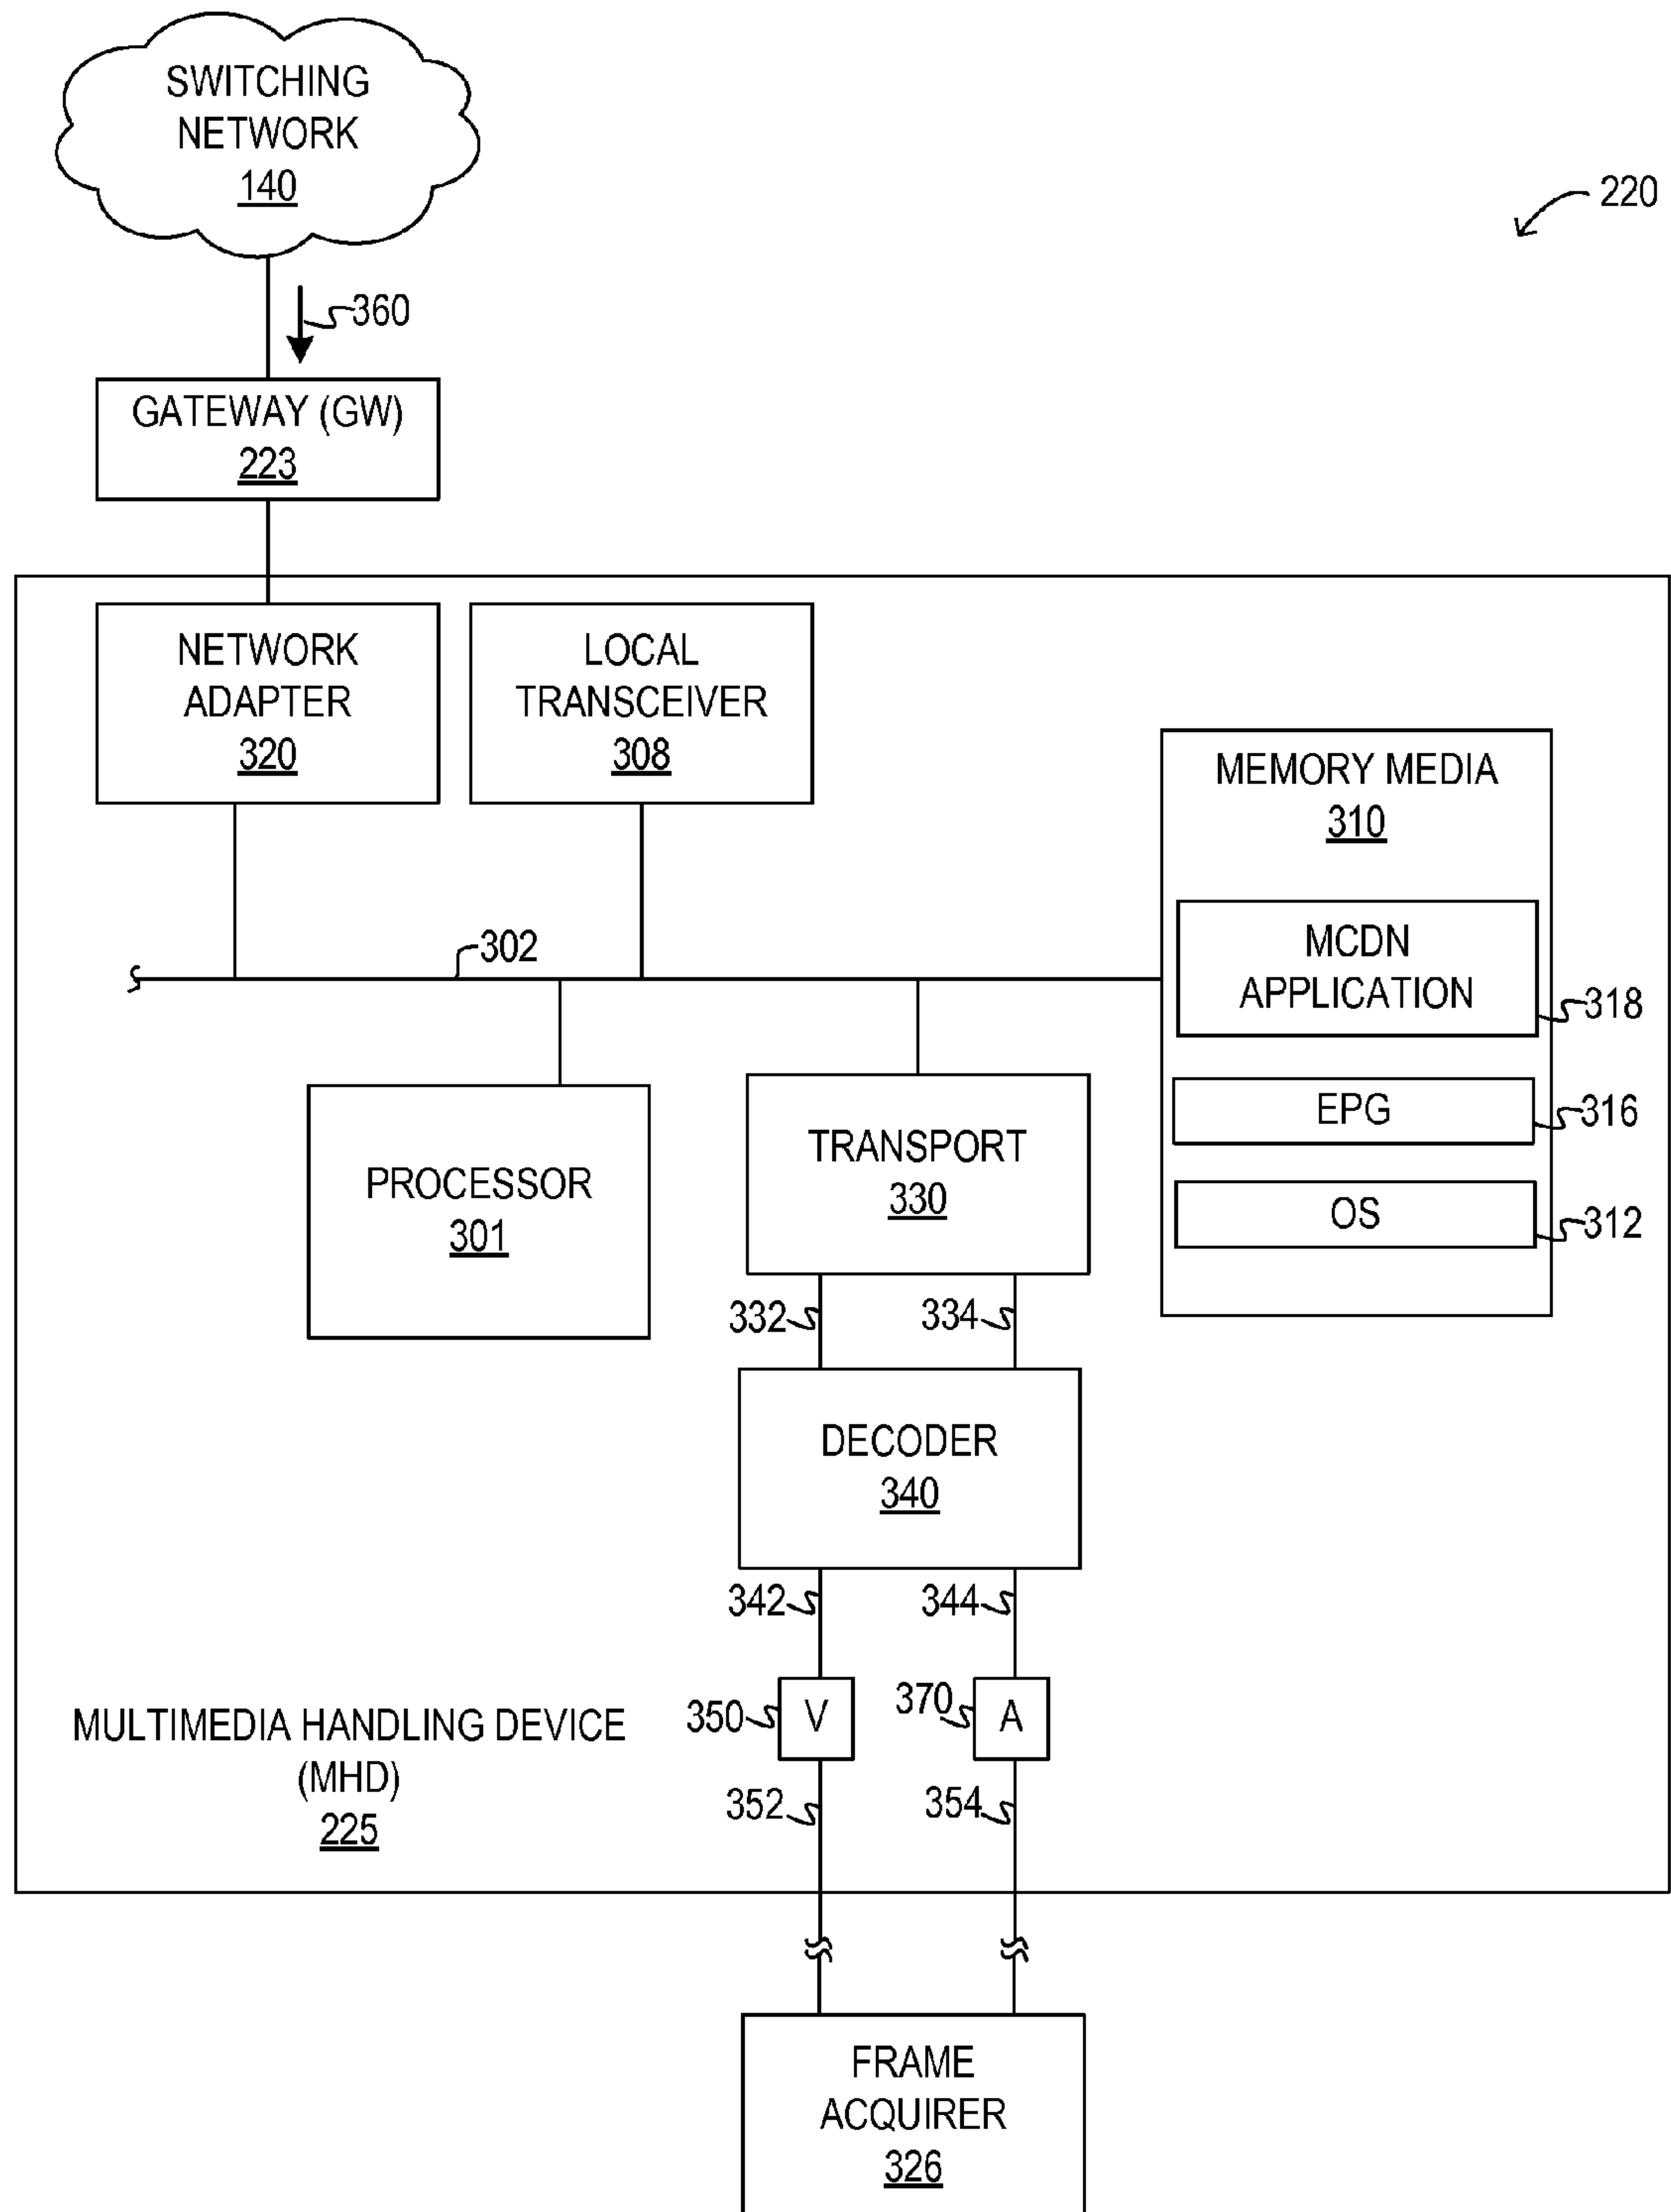 SWITCHING
NETWORK
140
220
360
GATEWAY (GW)
223
NETWORK
ADAPTER
320
LOCAL
TRANSCEIVER
308
MEMORY MEDIA
310
MCDN
APPLICATION
318
302
EPG
316
OS
312
PROCESSOR
301
TRANSPORT
330
332
334
DECODER
340
342
344
350
V
370
A
MULTIMEDIA HANDLING DEVICE
(MHD)
225
352
354
FRAME
ACQUIRER
326